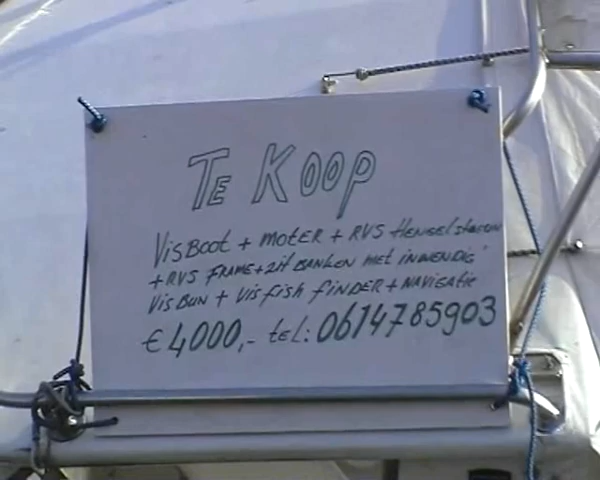 Te Koop
VisBoot + MotER + RVS Hengelsteunen
+ RVS FRAME + Zit BANKEN MET INWENDIG
Vis BUN + Vis fish finDER + NAVIGAtie
€ 4000,- tEL: 0614785903